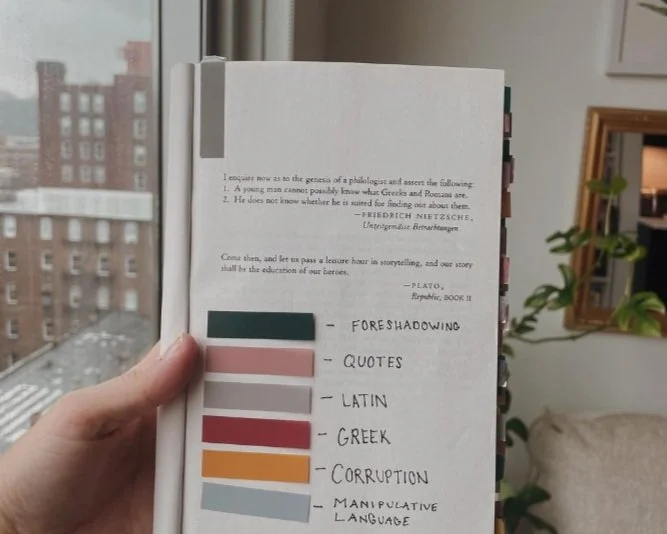 I enquire now as to the genesis of a philologist and assert the following:
1. A young man cannot possibly know what Greeks and Romans are.
2. He does not know whether he is suited for finding out about them.
—FRIEDRICH NIETZSCHE,
Unzeitgemässe Betrachtungen
Come then, and let us pass a leisure hour in storytelling, and our story
shall be the education of our heroes.
—PLATO,
Republic, BOOK II
– FORESHADOWING
– QUOTES
– LATIN
– GREEK
– CORRUPTION
– MANIPULATIVE
LANGUAGE